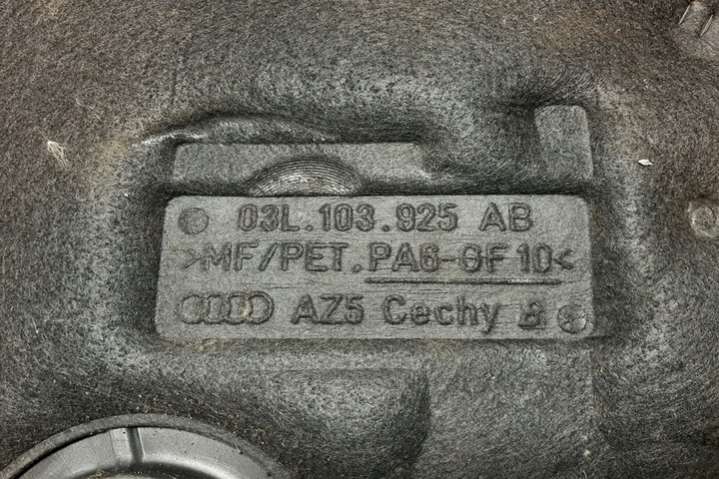 03L.103.925 AB
>MF/PET.PA6-GF10<
AZ5 Cechy B